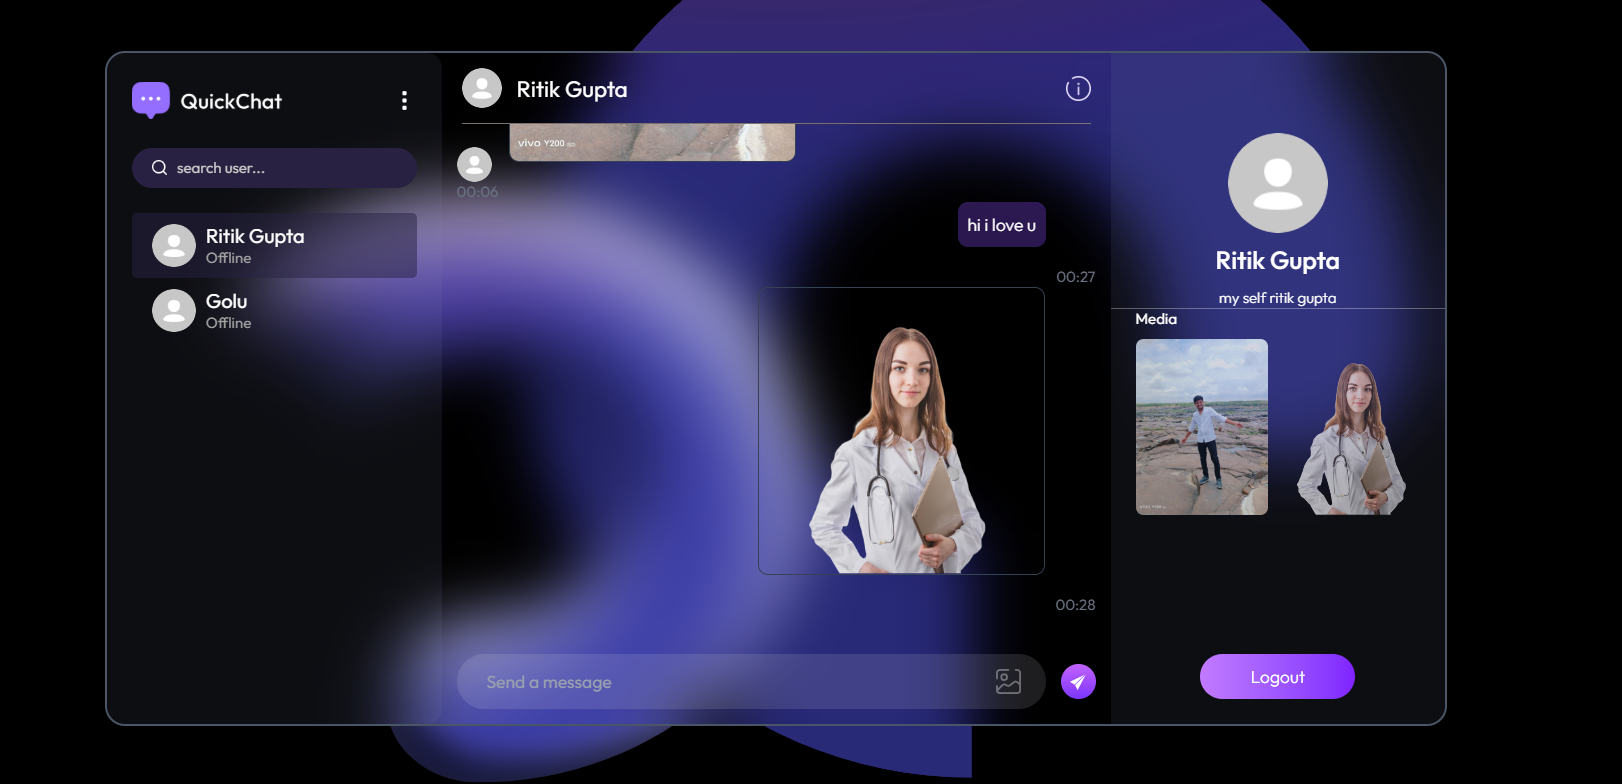 QuickChat
search user...
Ritik Gupta
Offline
Golu
Offline
Ritik Gupta
vivo Y200
00:06
hi i love u
00:27
00:28
Send a message
Ritik Gupta
my self ritik gupta
Media
Logout